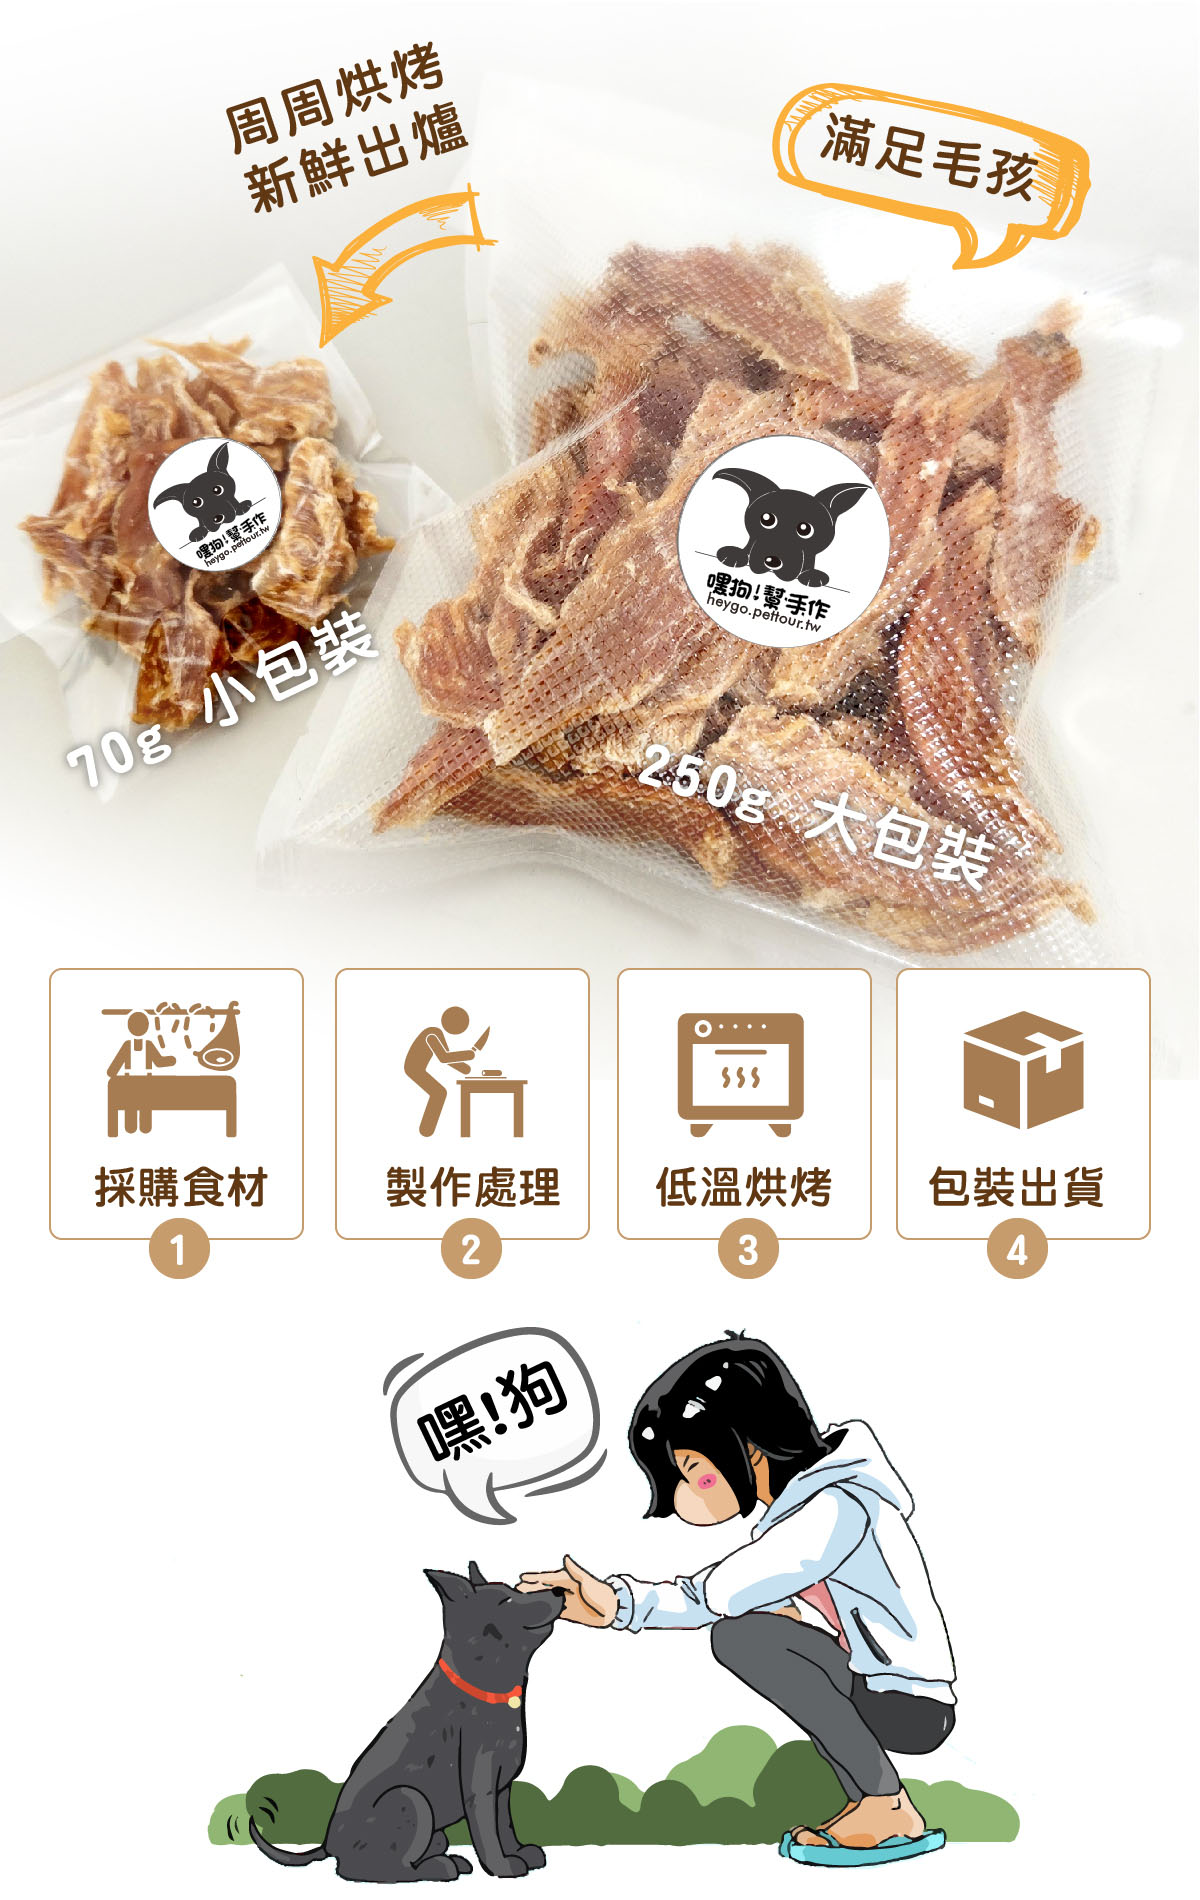 周周烘烤
新鮮出爐
滿足毛孩
嘿狗!幫手作
heygo.pettour.tw
嘿狗!幫手作
heygo.pettour.tw
70g 小包裝
250g 大包裝
採購食材
製作處理
低溫烘烤
包裝出貨
1
2
3
4
嘿!狗